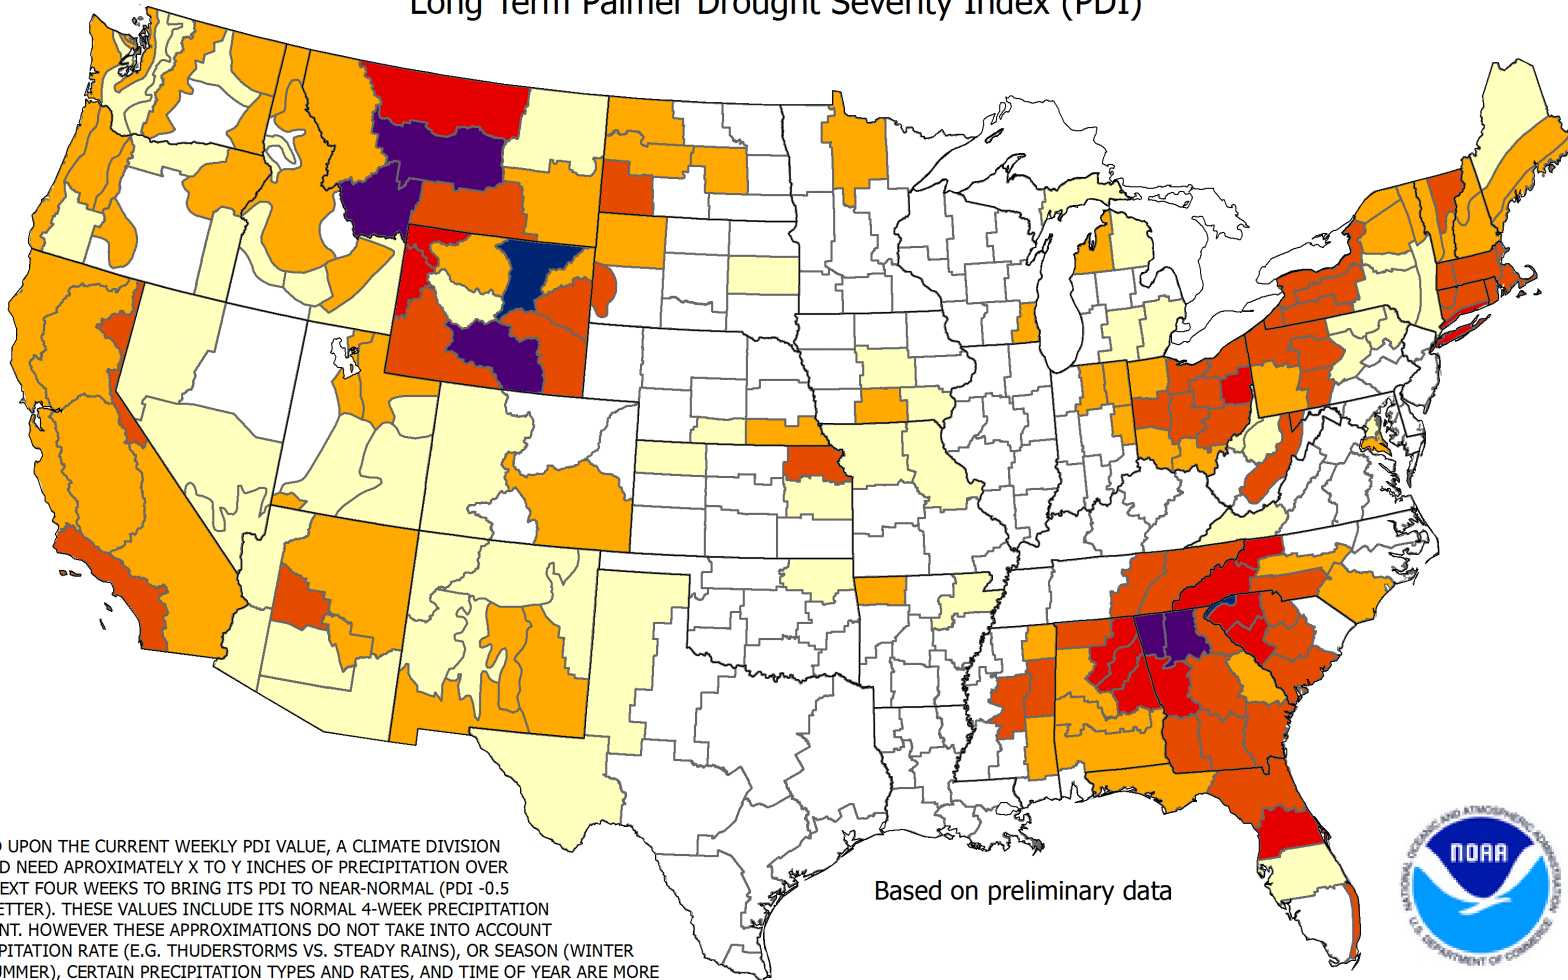 Long Term Palmer Drought Severity Index (PDI)
UPON THE CURRENT WEEKLY PDI VALUE, A CLIMATE DIVISION
NEED APROXIMATELY X TO Y INCHES OF PRECIPITATION OVER
EXT FOUR WEEKS TO BRING ITS PDI TO NEAR-NORMAL (PDI -0.5
ETTER). THESE VALUES INCLUDE ITS NORMAL 4-WEEK PRECIPITATION
NT. HOWEVER THESE APPROXIMATIONS DO NOT TAKE INTO ACCOUNT
PITATION RATE (E.G. THUDERSTORMS VS. STEADY RAINS), OR SEASON (WINTER
UMMER), CERTAIN PRECIPITATION TYPES AND RATES, AND TIME OF YEAR ARE MORE
Based on preliminary data
NATIONAL OCEANIC AND ATMOSPHERIC ADMINISTRATION
NOAA
U.S. DEPARTMENT OF COMMERCE